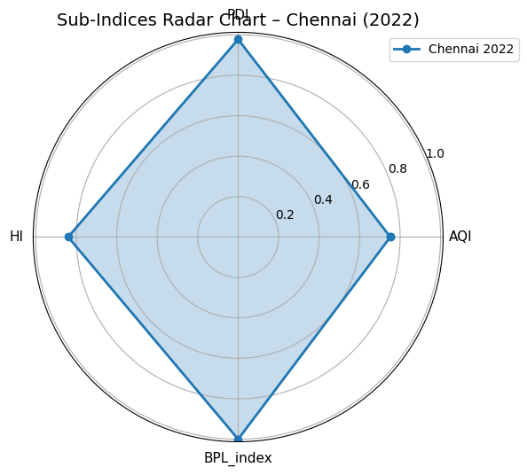 Sub-Indices Radar Chart – Chennai (2022)
PDI
Chennai 2022
1.0
0.8
0.6
0.4
0.2
HI
AQI
BPL_index